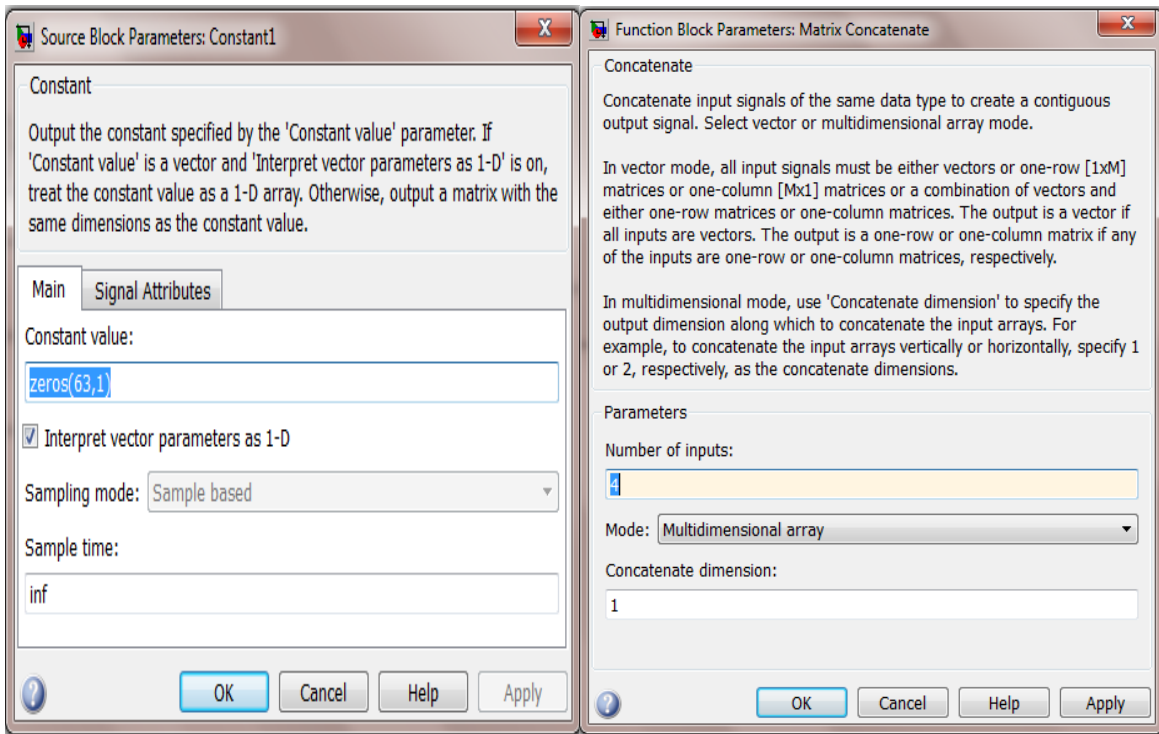 Source Block Parameters: Constant1
X
Constant
Output the constant specified by the 'Constant value' parameter. If
'Constant value' is a vector and 'Interpret vector parameters as 1-D' is on,
treat the constant value as a 1-D array. Otherwise, output a matrix with the
same dimensions as the constant value.
Main
Signal Attributes
Constant value:
zeros(63,1)
Interpret vector parameters as 1-D
Sampling mode: Sample based
Sample time:
inf
?
OK
Cancel
Help
Apply
Function Block Parameters: Matrix Concatenate
X
Concatenate
Concatenate input signals of the same data type to create a contiguous
output signal. Select vector or multidimensional array mode.
In vector mode, all input signals must be either vectors or one-row [1xM]
matrices or one-column [Mx1] matrices or a combination of vectors and
either one-row matrices or one-column matrices. The output is a vector if
all inputs are vectors. The output is a one-row or one-column matrix if any
of the inputs are one-row or one-column matrices, respectively.
In multidimensional mode, use 'Concatenate dimension' to specify the
output dimension along which to concatenate the input arrays. For
example, to concatenate the input arrays vertically or horizontally, specify 1
or 2, respectively, as the concatenate dimensions.
Parameters
Number of inputs:
4
Mode: Multidimensional array
Concatenate dimension:
1
?
OK
Cancel
Help
Apply